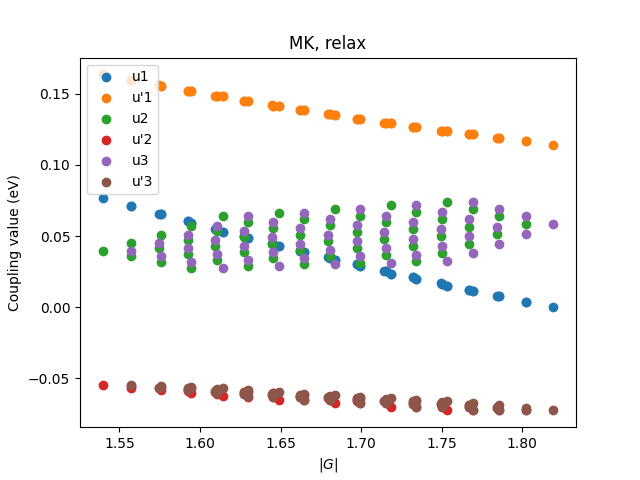 MK, relax
u1
u'1
u2
u'2
u3
u'3
Coupling value (eV)
0.15
0.10
0.05
0.00
−0.05
1.55 1.60 1.65 1.70 1.75 1.80
|G|